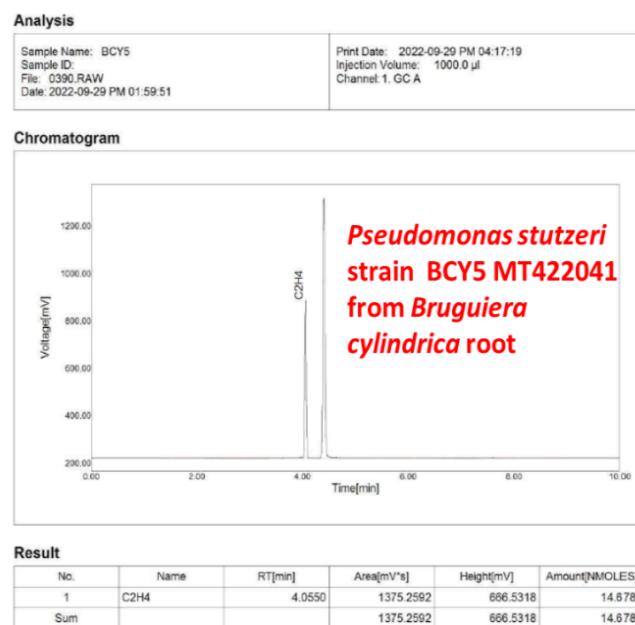 Analysis
Sample Name: BCY5
Sample ID:
File: 0390.RAW
Date: 2022-09-29 PM 01:59:51
Print Date: 2022-09-29 PM 04:17:19
Injection Volume: 1000.0 µl
Channel: 1. GC A
Chromatogram
1200.00
1000.00
800.00
600.00
400.00
200.00
Voltage[mV]
C2H4
Pseudomonas stutzeri
strain BCY5 MT422041
from Bruguiera
cylindrica root
0.00 2.00 4.00 6.00 8.00 10.00
Time[min]
Result
No. Name RT[min] Area[mV*s] Height[mV] Amount[NMOLES
1 C2H4 4.0550 1375.2592 666.5318 14.678
Sum 1375.2592 666.5318 14.678